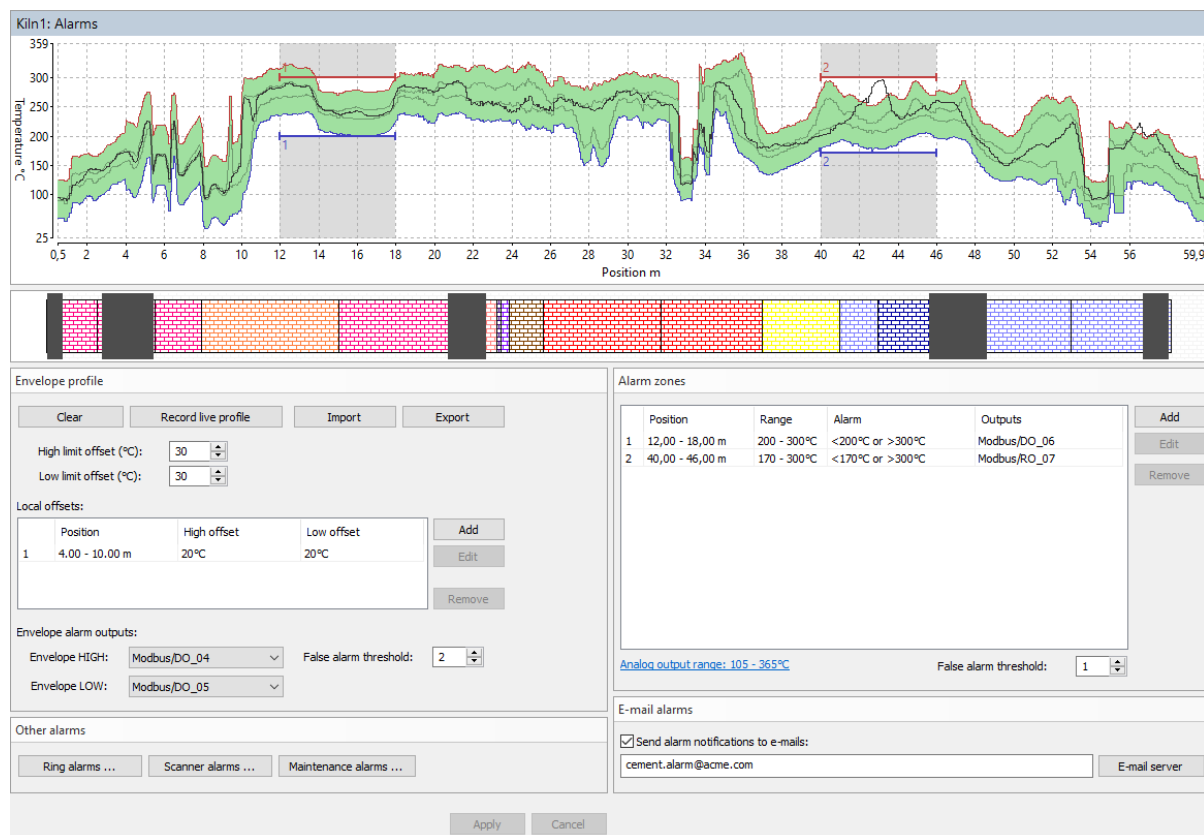 Kiln1: Alarms
359
300
250
200
150
100
25
Temperature °C
1
1
2
2
0,5 2 4 6 8 10 12 14 16 18 20 22 24 26 28 30 32 34 36 38 40 42 44 46 48 50 52 54 56 59,9
Position m
Envelope profile
Clear Record live profile Import Export
High limit offset (°C): 30
Low limit offset (°C): 30
Local offsets:
Position High offset Low offset
1 4.00 - 10.00 m 20°C 20°C
Add
Edit
Remove
Envelope alarm outputs:
Envelope HIGH: Modbus/DO_04 False alarm threshold: 2
Envelope LOW: Modbus/DO_05
Other alarms
Ring alarms ... Scanner alarms ... Maintenance alarms ...
Alarm zones
Position Range Alarm Outputs
1 12,00 - 18,00 m 200 - 300°C <200°C or >300°C Modbus/DO_06
2 40,00 - 46,00 m 170 - 300°C <170°C or >300°C Modbus/RO_07
Add
Edit
Remove
Analog output range: 105 - 365°C False alarm threshold: 1
E-mail alarms
Send alarm notifications to e-mails:
cement.alarm@acme.com E-mail server
Apply Cancel